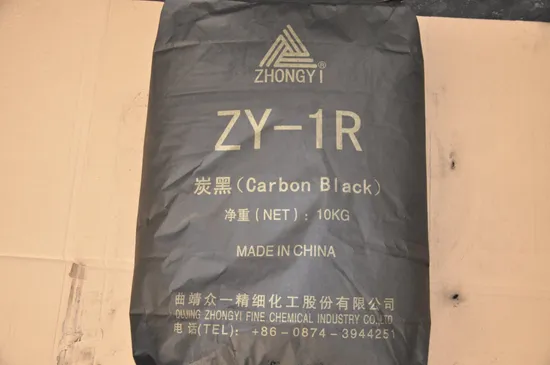 ZHONGYI®
ZY-1R
炭黑(Carbon Black)
净重(NET): 10KG
MADE IN CHINA
曲靖众一精细化工股份有限公司
QUJING ZHONGYI FINE CHEMICAL INDUSTRY CO.,LTD
电话(TEL): +86-0874-3944251